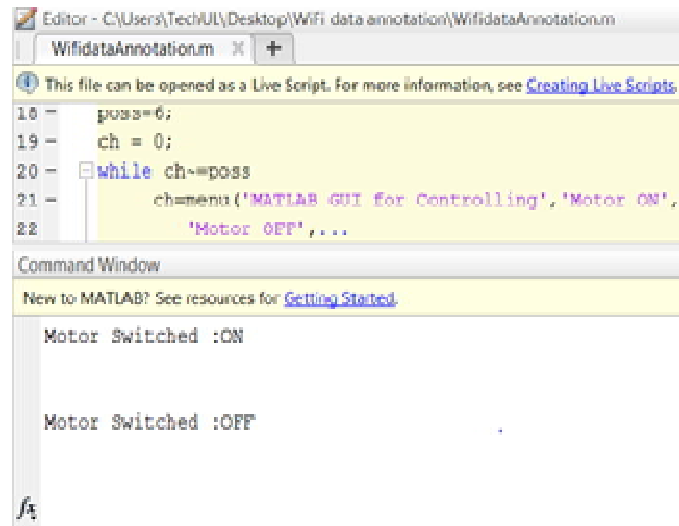 Editor - C:\Users\TechUL\Desktop\WiFi data annotation\WifidataAnnotation.m
WifidataAnnotation.m × +
This file can be opened as a Live Script. For more information, see Creating Live Scripts.
18 - poss=6;
19 - ch = 0;
20 - while ch~=poss
21 - ch=menu('MATLAB GUI for Controlling','Motor ON',
22 'Motor OFF',...
Command Window
New to MATLAB? See resources for Getting Started.
Motor Switched :ON
Motor Switched :OFF
fx